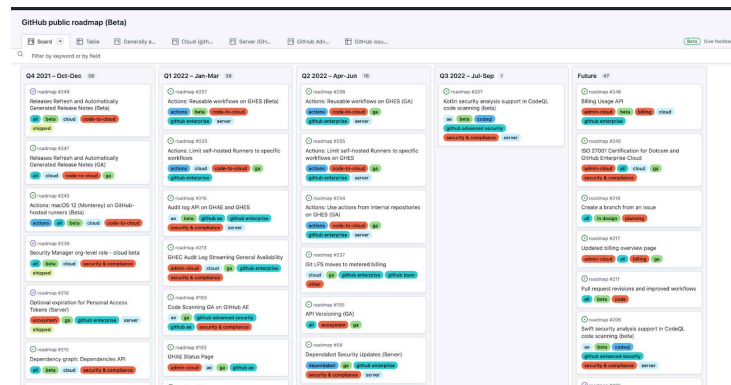 GitHub public roadmap (Beta)
Board
Table
Generally a...
Cloud (gith...
Server (GH...
GitHub Adv...
GitHub Issu...
Beta Give feedbac
Filter by keyword or by field
Q4 2021 – Oct-Dec 39
roadmap #246
Releases Refresh and Automatically
Generated Release Notes (Beta)
all beta cloud code-to-cloud
shipped
roadmap #247
Releases Refresh and Automatically
Generated Release Notes (GA)
all cloud code-to-cloud ga
Actions: macOS 12 (Monterey) on GitHub-
hosted runners (Beta)
actions all beta cloud code-to-cloud
Security Manager org-level role - cloud beta
all beta cloud security & compliance
shipped
Optional expiration for Personal Access
Tokens (Server)
ecosystem ga github enterprise server
shipped
Dependency graph: Dependencies API
all beta cloud security & compliance
Q1 2022 – Jan-Mar
roadmap #257
Actions: Reusable workflows on GHES (Beta)
actions beta code-to-cloud
github enterprise server
Actions: Limit self-hosted Runners to specific
workflows
actions cloud code-to-cloud ga
github enterprise
roadmap #216
Audit log API on GHAE and GHES
ae beta github ae github enterprise
security & compliance server
roadmap #213
GHEC Audit Log Streaming General Availability
admin-cloud cloud ga github enterprise
security & compliance
roadmap #193
Code Scanning GA on GitHub AE
ae ga github advanced security
github ae security & compliance
roadmap #192
GHAE Status Page
admin-cloud ae ga github ae
Q2 2022 – Apr-Jun 16
roadmap #256
Actions: Reusable workflows on GHES (GA)
actions code-to-cloud ga
github enterprise server
roadmap #255
Actions: Limit self-hosted Runners to specific
workflows on GHES
actions code-to-cloud ga
github enterprise server
roadmap #254
Actions: Use actions from internal repositories
on GHES (GA)
actions code-to-cloud ga
github enterprise server
roadmap #237
Git LFS moves to metered billing
cloud ga github enterprise github team
other
roadmap #195
API Versioning (GA)
all ecosystem ga
roadmap #58
Dependabot Security Updates (Server)
dependabot ga github enterprise
security & compliance server
Q3 2022 – Jul-Sep 1
roadmap #207
Kotlin security analysis support in CodeQL
code scanning (beta)
ae beta codeql
github advanced security
security & compliance server
Future 47
Billing Usage API
admin-cloud beta billing cloud
github enterprise
roadmap #245
ISO 27001 Certification for Dotcom and
GitHub Enterprise Cloud
admin-cloud all cloud ga
security & compliance
Create a branch from an issue
all in design planning
roadmap #217
Updated billing overview page
admin-cloud all billing ga
roadmap #211
Pull request revisions and improved workflows
all beta code
roadmap #206
Swift security analysis support in CodeQL
code scanning (beta)
ae beta codeql
github advanced security
security & compliance server